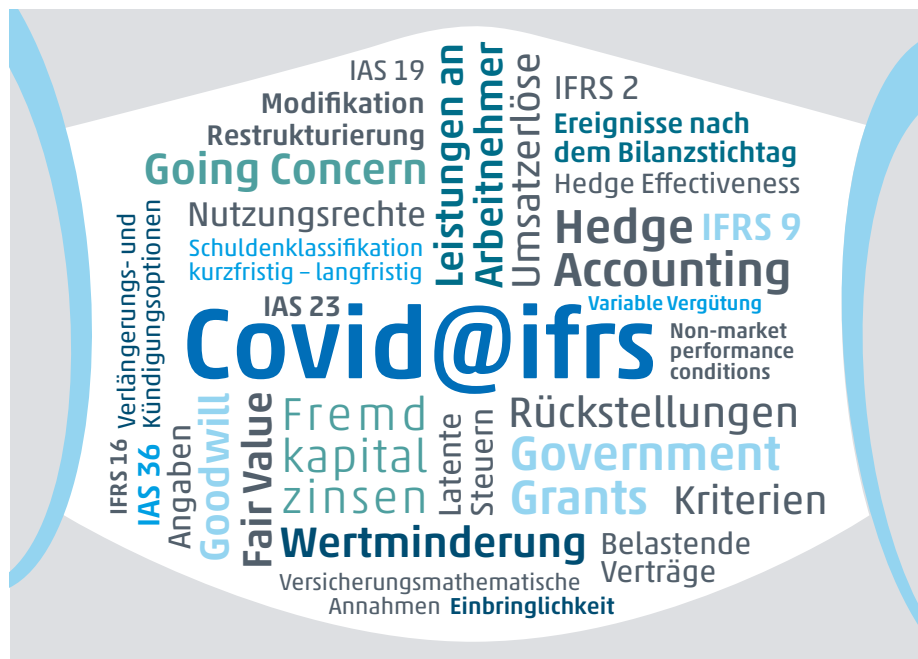 IAS 19
Modifikation
Restrukturierung
Going Concern
Nutzungsrechte
Schuldenklassifikation
kurzfristig – langfristig
Leistungen an
Arbeitnehmer
Umsatzerlöse
IFRS 2
Ereignisse nach
dem Bilanzstichtag
Hedge Effectiveness
Hedge
Accounting
IFRS 9
Verlängerungs- und
Kündigungsoptionen
IAS 23
Variable Vergütung
Covid@ifrs
Non-market
performance
conditions
IFRS 16
IAS 36
Angaben
Goodwill
Fair Value
Fremd
kapital
zinsen
Latente
Steuern
Rückstellungen
Government
Grants
Kriterien
Wertminderung
Belastende
Verträge
Versicherungsmathematische
Annahmen
Einbringlichkeit